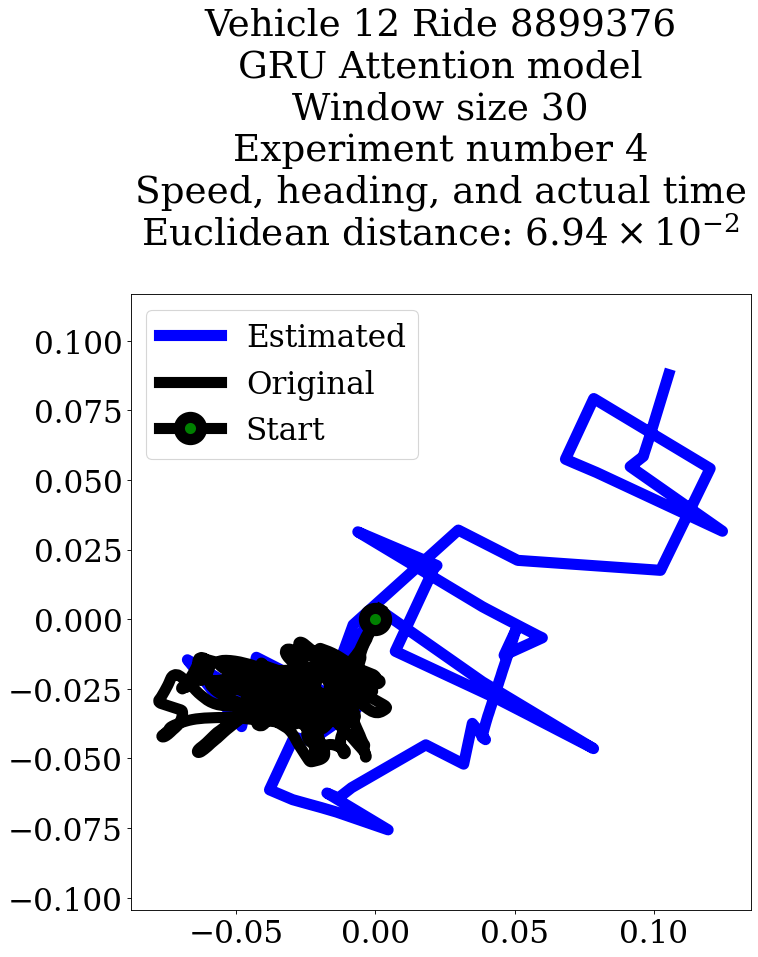 Vehicle 12 Ride 8899376
GRU Attention model
Window size 30
Experiment number 4
Speed, heading, and actual time
Euclidean distance: 6.94 × 10⁻²
Estimated
Original
Start
0.100
0.075
0.050
0.025
0.000
−0.025
−0.050
−0.075
−0.100
−0.05 0.00 0.05 0.10